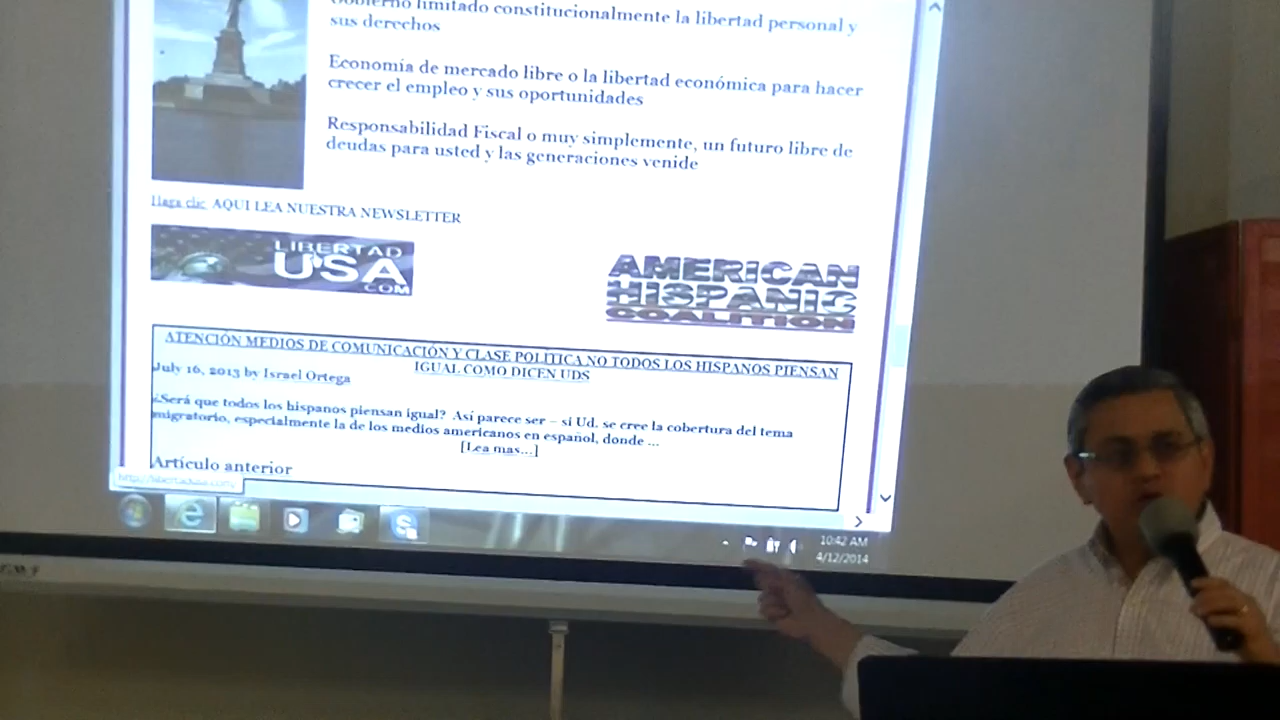 Gobierno limitado constitucionalmente la libertad personal y
sus derechos
Economía de mercado libre o la libertad económica para hacer
crecer el empleo y sus oportunidades
Responsabilidad Fiscal o muy simplemente, un futuro libre de
deudas para usted y las generaciones venide
Haga clic AQUI LEA NUESTRA NEWSLETTER
LIBERTAD
USA
.COM
AMERICAN
HISPANIC
COALITION
ATENCIÓN MEDIOS DE COMUNICACIÓN Y CLASE POLÍTICA NO TODOS LOS HISPANOS PIENSAN
IGUAL COMO DICEN UDS
July 16, 2013 by Israel Ortega
¿Será que todos los hispanos piensan igual? Así parece ser – si Ud. se cree la cobertura del tema
migratorio, especialmente la de los medios americanos en español, donde ...
[Lea mas...]
Artículo anterior
http://libertadusa.com/
10:42 AM
4/12/2014